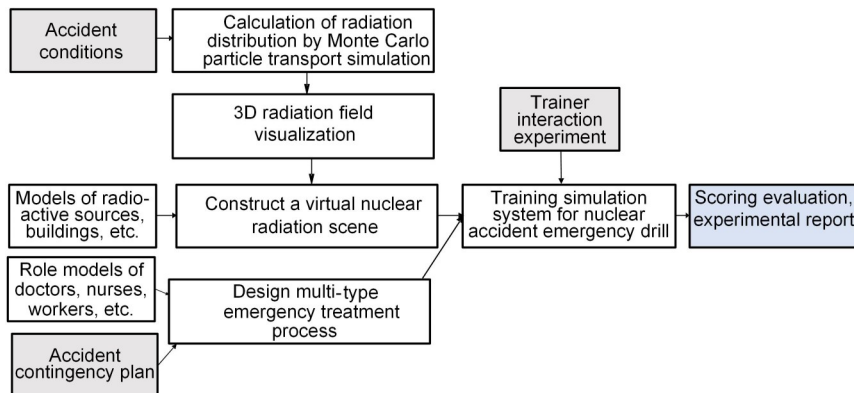 Accident
conditions
Calculation of radiation
distribution by Monte Carlo
particle transport simulation
3D radiation field
visualization
Trainer
interaction
experiment
Models of radio-
active sources,
buildings, etc.
Construct a virtual nuclear
radiation scene
Training simulation
system for nuclear
accident emergency drill
Scoring evaluation,
experimental report
Role models of
doctors, nurses,
workers, etc.
Design multi-type
emergency treatment
process
Accident
contingency plan